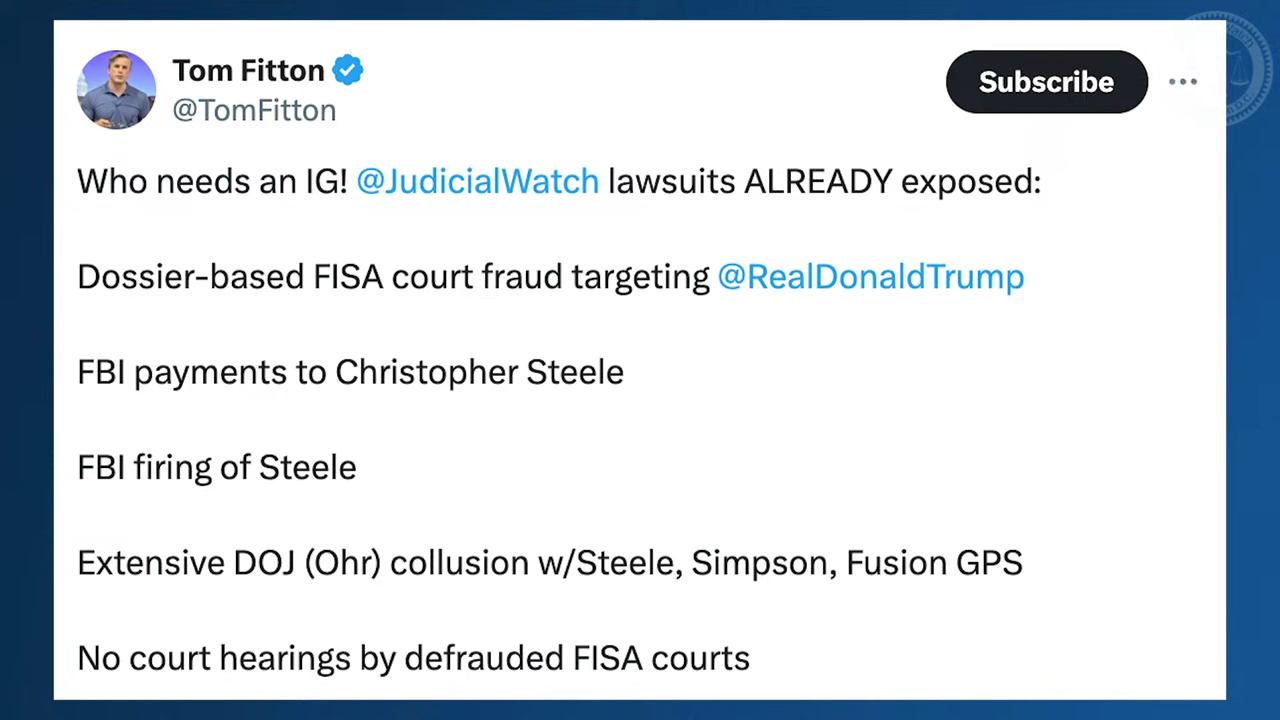 Tom Fitton
@TomFitton
Subscribe
Who needs an IG! @JudicialWatch lawsuits ALREADY exposed:
Dossier-based FISA court fraud targeting @RealDonaldTrump
FBI payments to Christopher Steele
FBI firing of Steele
Extensive DOJ (Ohr) collusion w/Steele, Simpson, Fusion GPS
No court hearings by defrauded FISA courts